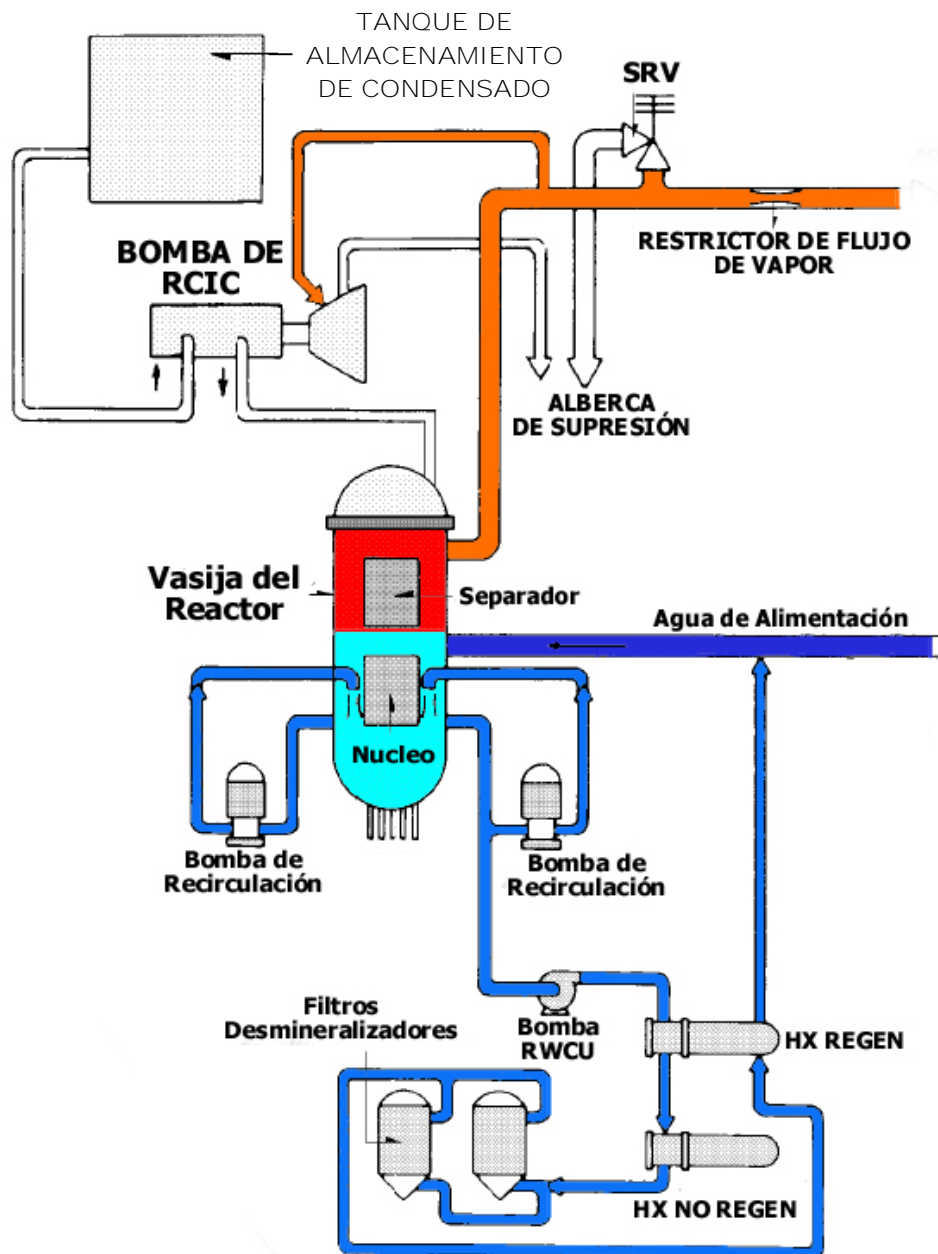 TANQUE DE
ALMACENAMIENTO
DE CONDENSADO
SRV
BOMBA DE
RCIC
RESTRICTOR DE FLUJO
DE VAPOR
ALBERCA
DE SUPRESIÓN
Vasija del
Reactor
Separador
Agua de Alimentación
Nucleo
Bomba de
Recirculación
Bomba de
Recirculación
Filtros
Desmineralizadores
Bomba
RWCU
HX REGEN
HX NO REGEN